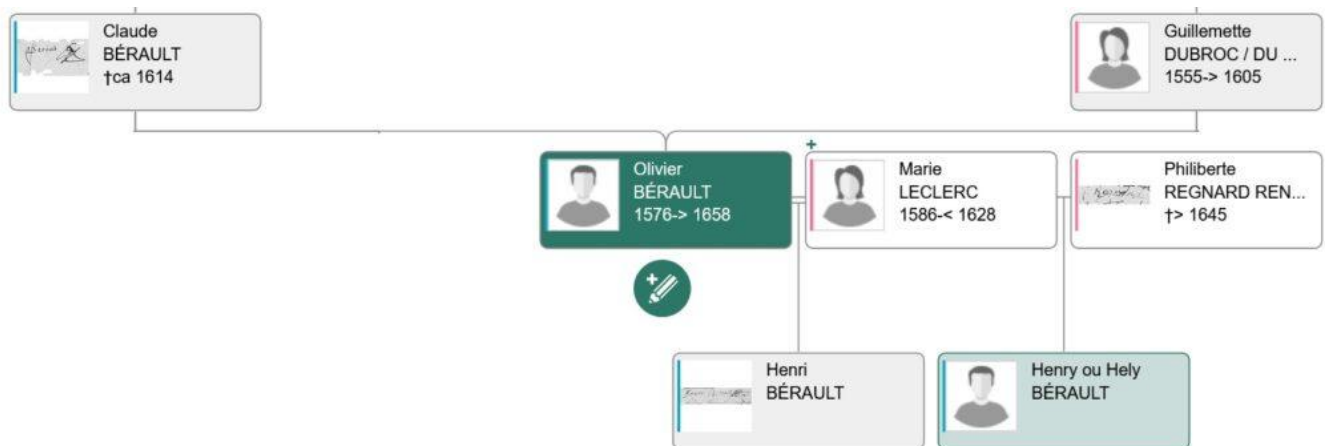 Claude
BÉRAULT
†ca 1614
Guillemette
DUBROC / DU ...
1555-> 1605
Olivier
BÉRAULT
1576-> 1658
+
Marie
LECLERC
1586-< 1628
Philiberte
REGNARD REN...
†> 1645
Henri
BÉRAULT
Henry ou Hely
BÉRAULT